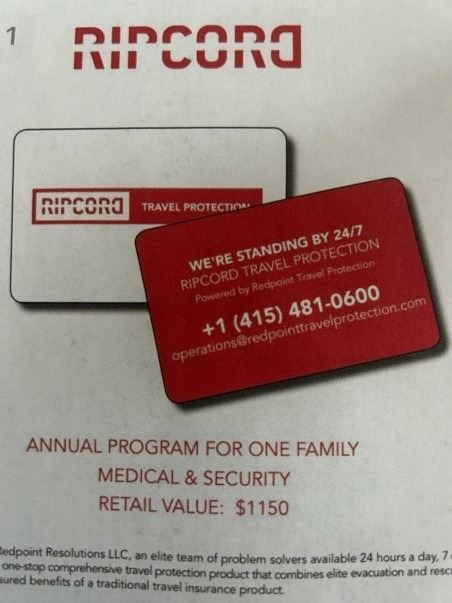 1
RIPCORD
RIPCORD TRAVEL PROTECTION
WE'RE STANDING BY 24/7
RIPCORD TRAVEL PROTECTION
Powered by Redpoint Travel Protection
+1 (415) 481-0600
operations@redpointtravelprotection.com
ANNUAL PROGRAM FOR ONE FAMILY
MEDICAL & SECURITY
RETAIL VALUE: $1150
Redpoint Resolutions LLC, an elite team of problem solvers available 24 hours a day, 7
one-stop comprehensive travel protection product that combines elite evacuation and
benefits of a traditional travel insurance product.